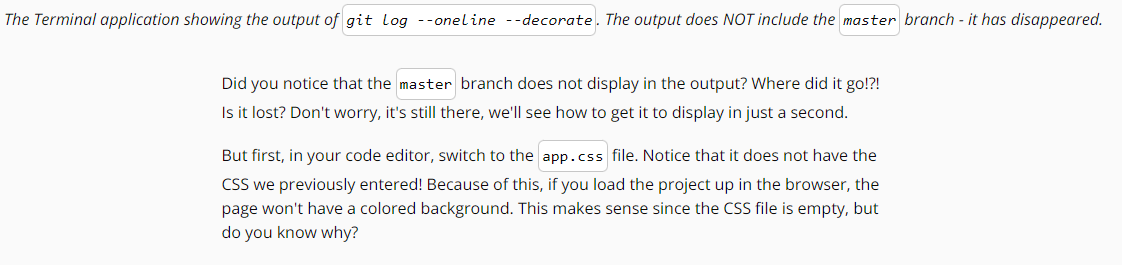 The Terminal application showing the output of git log --oneline --decorate. The output does NOT include the master branch - it has disappeared.
Did you notice that the master branch does not display in the output? Where did it go!?!
Is it lost? Don't worry, it's still there, we'll see how to get it to display in just a second.
But first, in your code editor, switch to the app.css file. Notice that it does not have the
CSS we previously entered! Because of this, if you load the project up in the browser, the
page won't have a colored background. This makes sense since the CSS file is empty, but
do you know why?